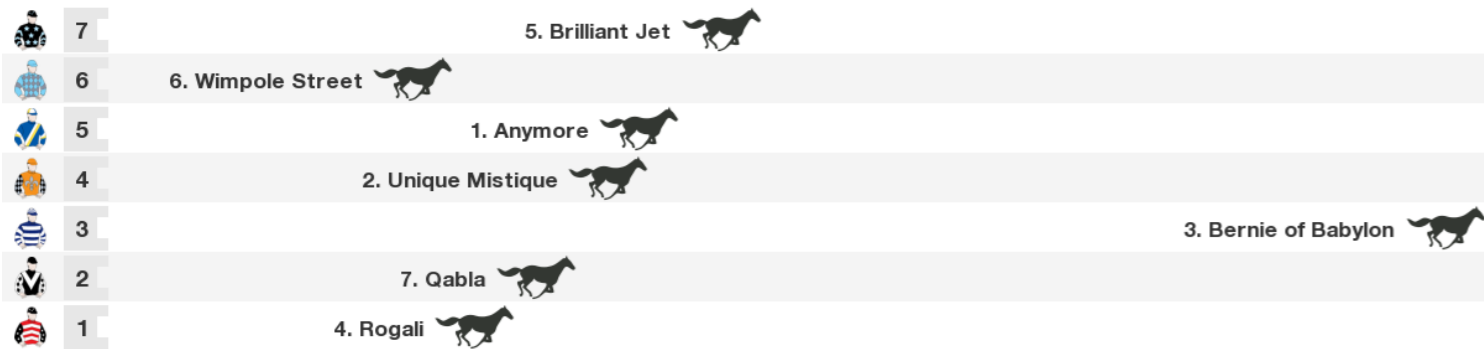 7 5. Brilliant Jet
6 6. Wimpole Street
5 1. Anymore
4 2. Unique Mistique
3 3. Bernie of Babylon
2 7. Qabla
1 4. Rogali